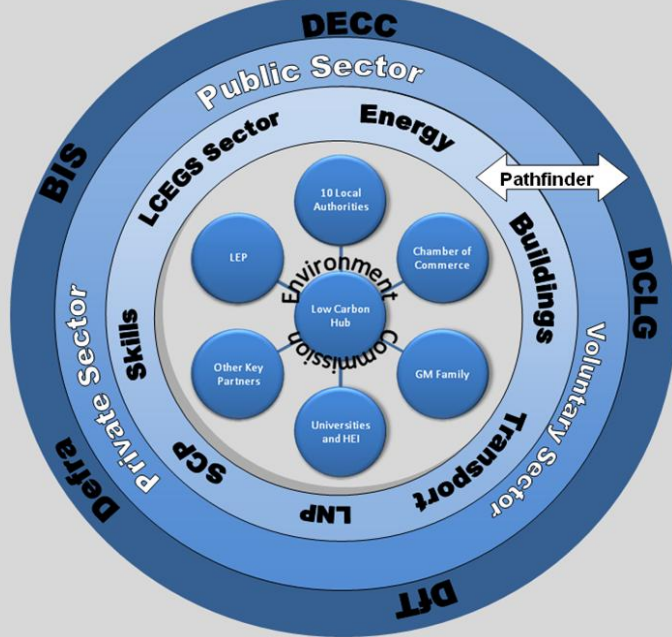 DECC
Public Sector
LCEGS Sector
Energy
BIS
Pathfinder
10 Local
Authorities
LEP
Chamber of
Commerce
Environment
Buildings
DCLG
Low Carbon
Hub
Commission
Skills
Private Sector
Voluntary Sector
Other Key
Partners
GM Family
Universities
and HEI
Transport
SCP
LNP
Defra
DfT